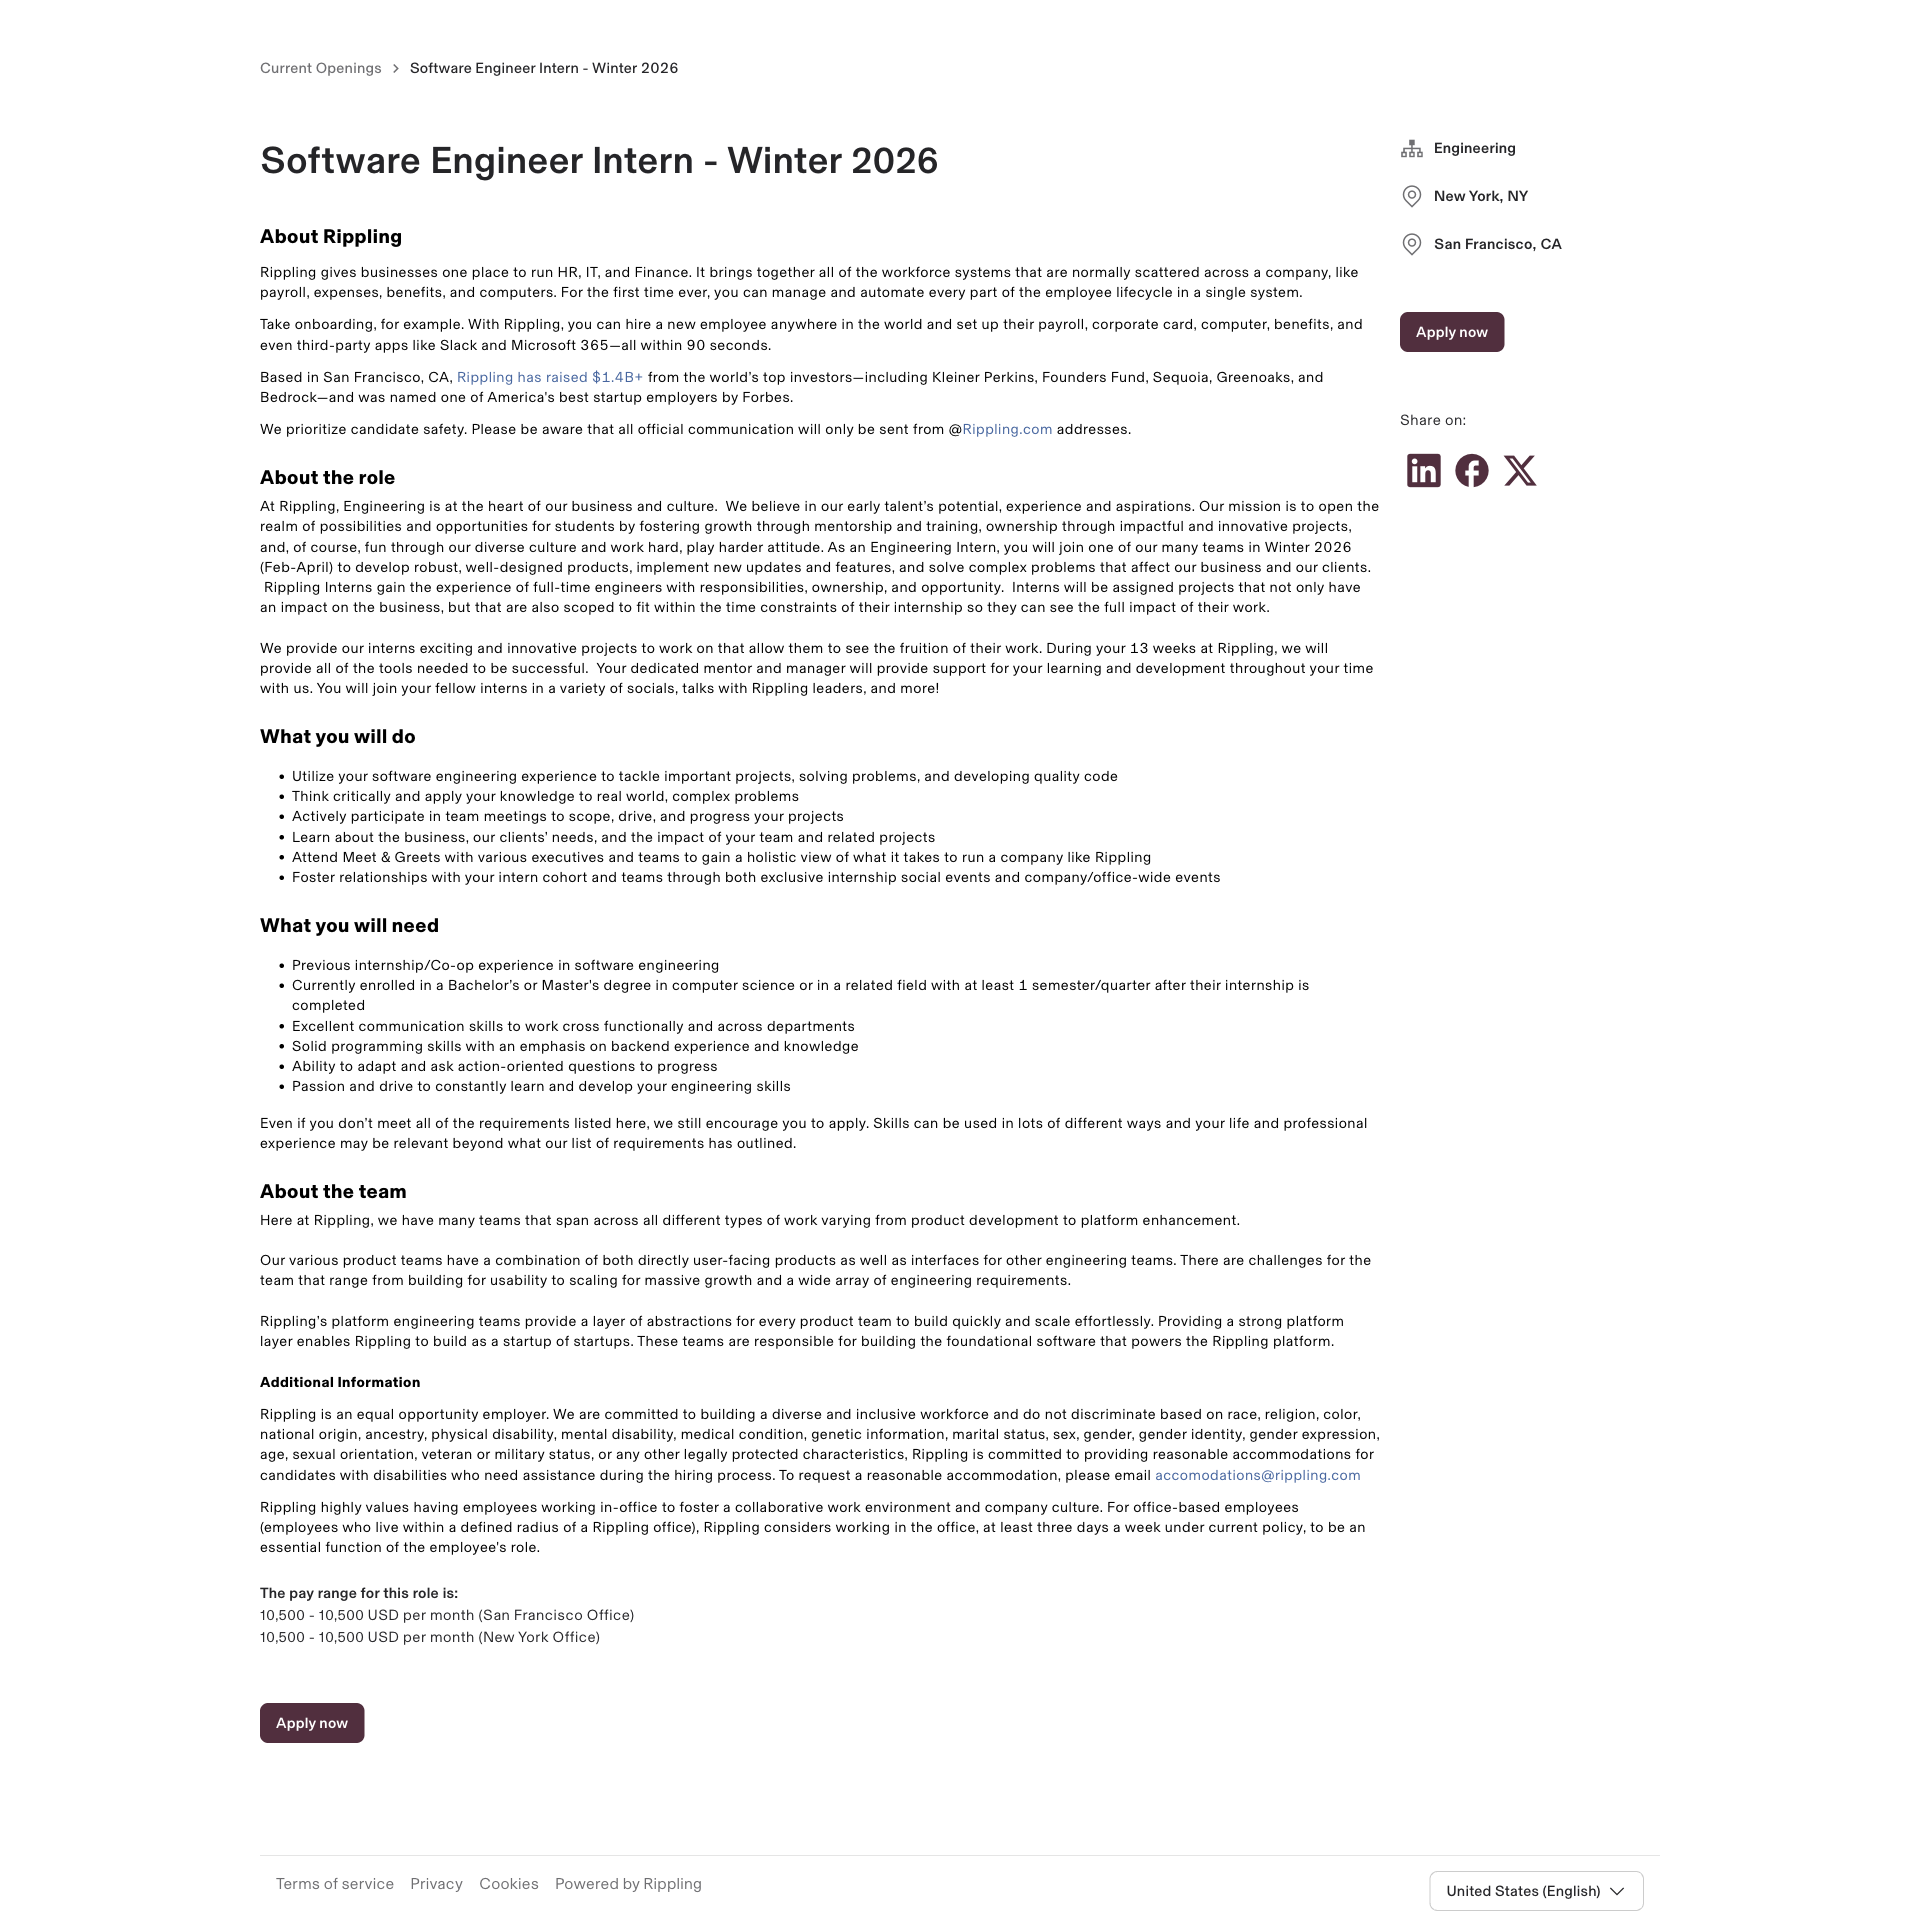 Current Openings > Software Engineer Intern - Winter 2026
Software Engineer Intern - Winter 2026
About Rippling
Rippling gives businesses one place to run HR, IT, and Finance. It brings together all of the workforce systems that are normally scattered across a company, like
payroll, expenses, benefits, and computers. For the first time ever, you can manage and automate every part of the employee lifecycle in a single system.
Take onboarding, for example. With Rippling, you can hire a new employee anywhere in the world and set up their payroll, corporate card, computer, benefits, and
even third-party apps like Slack and Microsoft 365—all within 90 seconds.
Based in San Francisco, CA, Rippling has raised $1.4B+ from the world's top investors—including Kleiner Perkins, Founders Fund, Sequoia, Greenoaks, and
Bedrock—and was named one of America's best startup employers by Forbes.
We prioritize candidate safety. Please be aware that all official communication will only be sent from @Rippling.com addresses.
About the role
At Rippling, Engineering is at the heart of our business and culture.  We believe in our early talent's potential, experience and aspirations. Our mission is to open the
realm of possibilities and opportunities for students by fostering growth through mentorship and training, ownership through impactful and innovative projects,
and, of course, fun through our diverse culture and work hard, play harder attitude. As an Engineering Intern, you will join one of our many teams in Winter 2026
(Feb-April) to develop robust, well-designed products, implement new updates and features, and solve complex problems that affect our business and our clients.
Rippling Interns gain the experience of full-time engineers with responsibilities, ownership, and opportunity.  Interns will be assigned projects that not only have
an impact on the business, but that are also scoped to fit within the time constraints of their internship so they can see the full impact of their work.
We provide our interns exciting and innovative projects to work on that allow them to see the fruition of their work. During your 13 weeks at Rippling, we will
provide all of the tools needed to be successful.  Your dedicated mentor and manager will provide support for your learning and development throughout your time
with us. You will join your fellow interns in a variety of socials, talks with Rippling leaders, and more!
What you will do
• Utilize your software engineering experience to tackle important projects, solving problems, and developing quality code
• Think critically and apply your knowledge to real world, complex problems
• Actively participate in team meetings to scope, drive, and progress your projects
• Learn about the business, our clients' needs, and the impact of your team and related projects
• Attend Meet & Greets with various executives and teams to gain a holistic view of what it takes to run a company like Rippling
• Foster relationships with your intern cohort and teams through both exclusive internship social events and company/office-wide events
What you will need
• Previous internship/Co-op experience in software engineering
• Currently enrolled in a Bachelor's or Master's degree in computer science or in a related field with at least 1 semester/quarter after their internship is
completed
• Excellent communication skills to work cross functionally and across departments
• Solid programming skills with an emphasis on backend experience and knowledge
• Ability to adapt and ask action-oriented questions to progress
• Passion and drive to constantly learn and develop your engineering skills
Even if you don't meet all of the requirements listed here, we still encourage you to apply. Skills can be used in lots of different ways and your life and professional
experience may be relevant beyond what our list of requirements has outlined.
About the team
Here at Rippling, we have many teams that span across all different types of work varying from product development to platform enhancement.
Our various product teams have a combination of both directly user-facing products as well as interfaces for other engineering teams. There are challenges for the
team that range from building for usability to scaling for massive growth and a wide array of engineering requirements.
Rippling's platform engineering teams provide a layer of abstractions for every product team to build quickly and scale effortlessly. Providing a strong platform
layer enables Rippling to build as a startup of startups. These teams are responsible for building the foundational software that powers the Rippling platform.
Additional Information
Rippling is an equal opportunity employer. We are committed to building a diverse and inclusive workforce and do not discriminate based on race, religion, color,
national origin, ancestry, physical disability, mental disability, medical condition, genetic information, marital status, sex, gender, gender identity, gender expression,
age, sexual orientation, veteran or military status, or any other legally protected characteristics, Rippling is committed to providing reasonable accommodations for
candidates with disabilities who need assistance during the hiring process. To request a reasonable accommodation, please email accomodations@rippling.com
Rippling highly values having employees working in-office to foster a collaborative work environment and company culture. For office-based employees
(employees who live within a defined radius of a Rippling office), Rippling considers working in the office, at least three days a week under current policy, to be an
essential function of the employee's role.
The pay range for this role is:
10,500 - 10,500 USD per month (San Francisco Office)
10,500 - 10,500 USD per month (New York Office)
Apply now
Engineering
New York, NY
San Francisco, CA
Apply now
Share on:
Terms of service Privacy Cookies Powered by Rippling
United States (English)